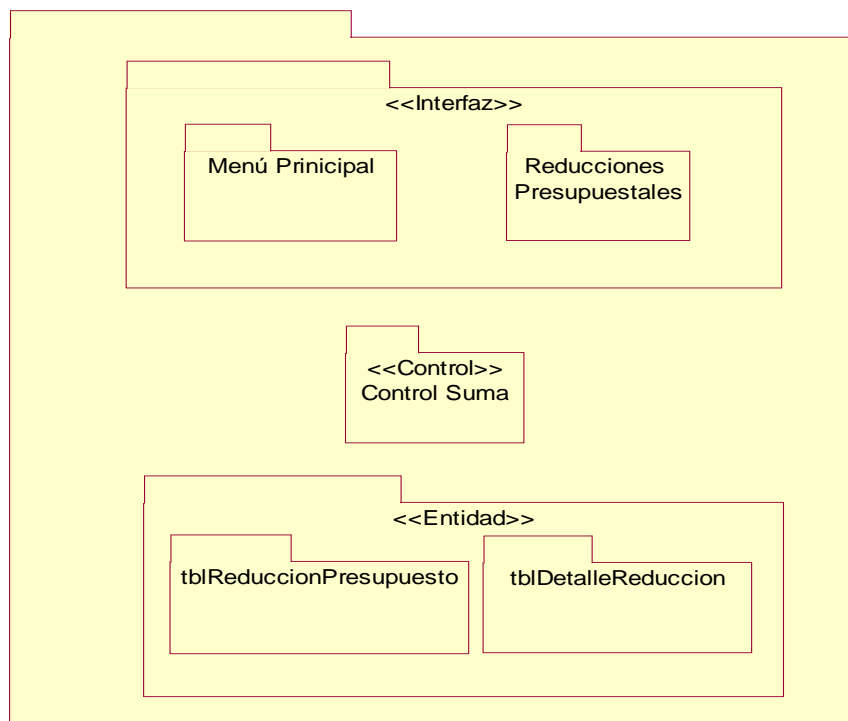 <<Interfaz>>
Menú Prinicipal
Reducciones
Presupuestales
<<Control>>
Control Suma
<<Entidad>>
tblReduccionPresupuesto
tblDetalleReduccion